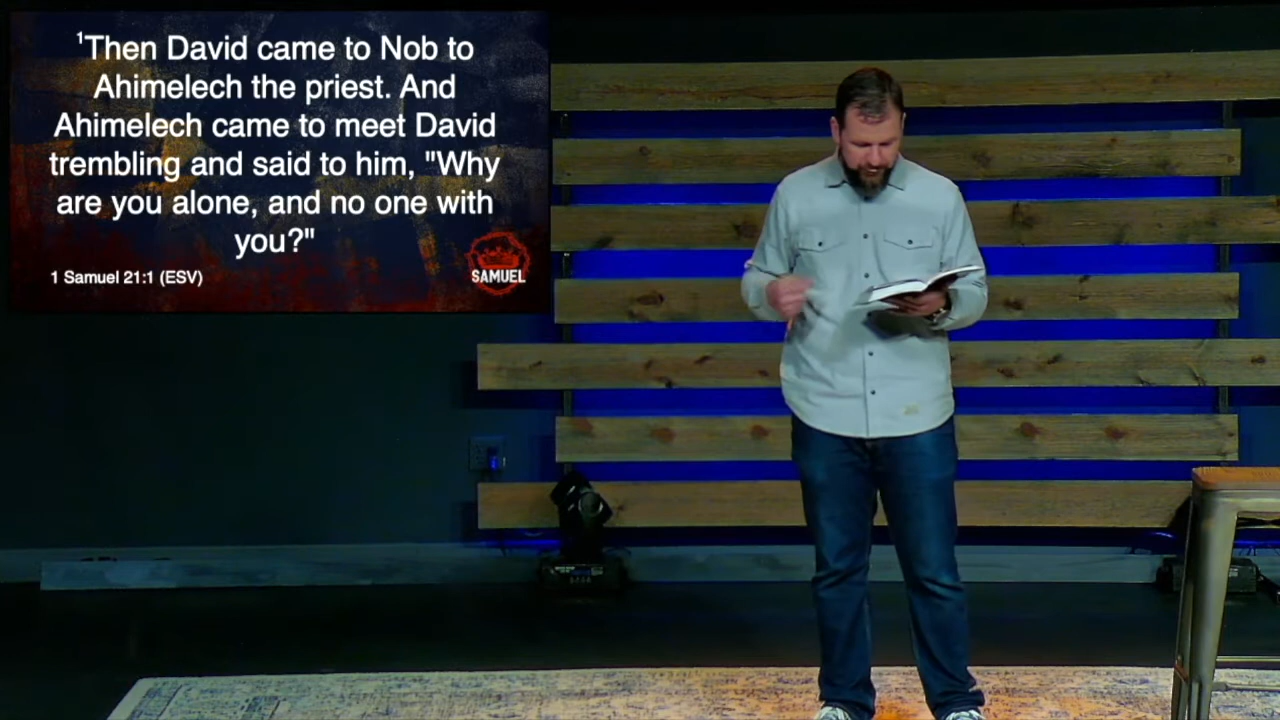 ¹Then David came to Nob to
Ahimelech the priest. And
Ahimelech came to meet David
trembling and said to him, "Why
are you alone, and no one with
you?"
1 Samuel 21:1 (ESV)
SAMUEL